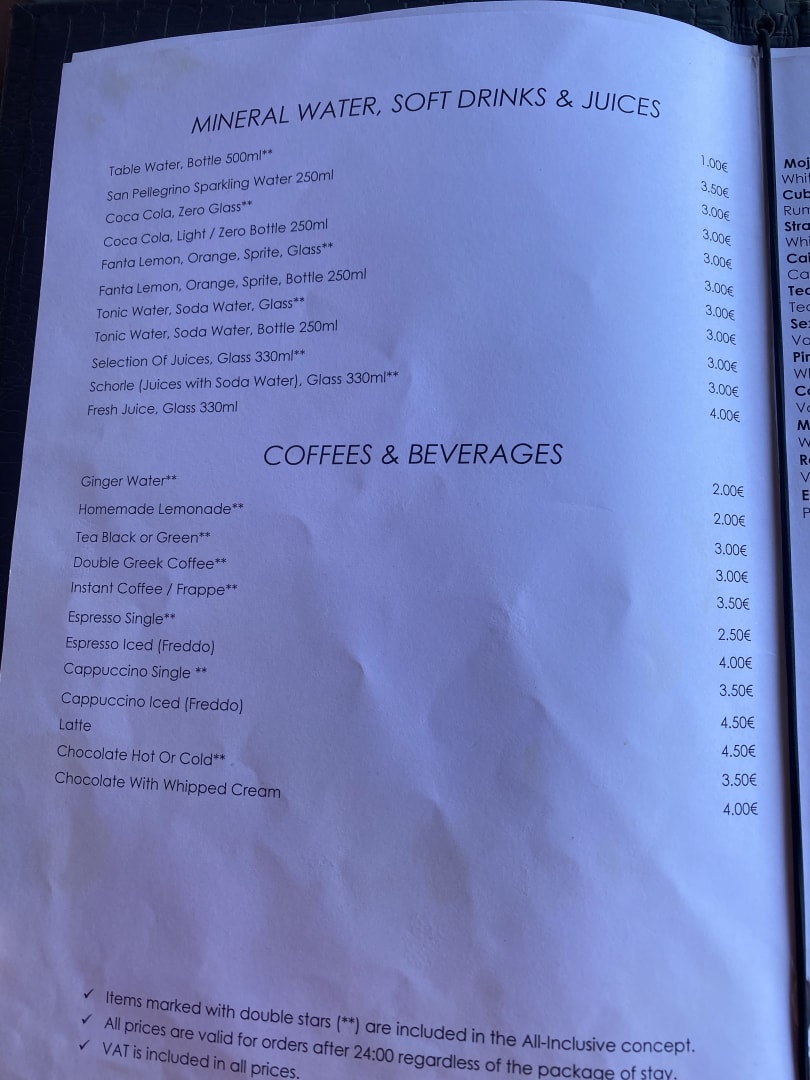 MINERAL WATER, SOFT DRINKS & JUICES
Table Water, Bottle 500ml** 1.00€
San Pellegrino Sparkling Water 250ml 3.50€
Coca Cola, Zero Glass** 3.00€
Coca Cola, Light / Zero Bottle 250ml 3.00€
Fanta Lemon, Orange, Sprite, Glass** 3.00€
Fanta Lemon, Orange, Sprite, Bottle 250ml 3.00€
Tonic Water, Soda Water, Glass** 3.00€
Tonic Water, Soda Water, Bottle 250ml 3.00€
Selection Of Juices, Glass 330ml** 3.00€
Schorle (Juices with Soda Water), Glass 330ml** 3.00€
Fresh Juice, Glass 330ml 4.00€
COFFEES & BEVERAGES
Ginger Water** 2.00€
Homemade Lemonade** 2.00€
Tea Black or Green** 3.00€
Double Greek Coffee** 3.00€
Instant Coffee / Frappe** 3.50€
Espresso Single** 2.50€
Espresso Iced (Freddo) 4.00€
Cappuccino Single ** 3.50€
Cappuccino Iced (Freddo) 4.50€
Latte 4.50€
Chocolate Hot Or Cold** 3.50€
Chocolate With Whipped Cream 4.00€
✓ Items marked with double stars (**) are included in the All-Inclusive concept.
✓ All prices are valid for orders after 24:00 regardless of the package of stay.
✓ VAT is included in all prices.